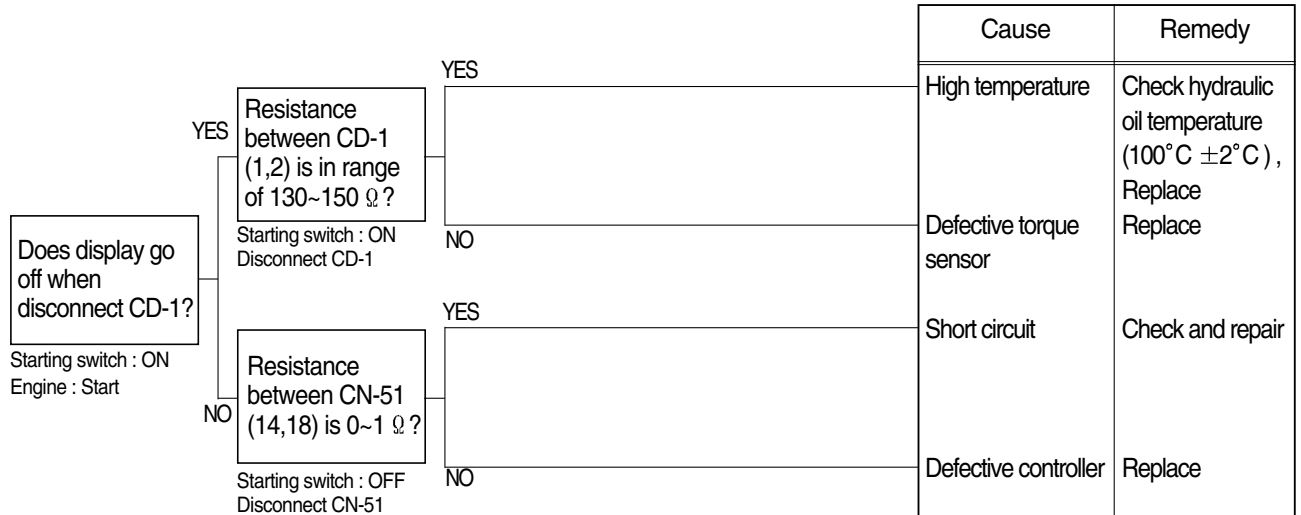 Cause
Remedy
YES
High temperature
Check hydraulic
oil temperature
(100°C ±2°C) ,
Replace
YES
Resistance
between CD-1
(1,2) is in range
of 130~150 Ω ?
Starting switch : ON
Disconnect CD-1
NO
Defective torque
sensor
Replace
Does display go
off when
disconnect CD-1?
Starting switch : ON
Engine : Start
YES
Short circuit
Check and repair
NO
Resistance
between CN-51
(14,18) is 0~1 Ω ?
Starting switch : OFF
Disconnect CN-51
NO
Defective controller
Replace